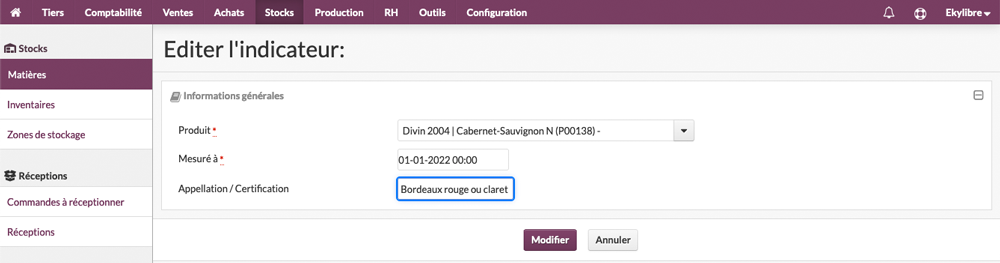 Tiers Comptabilité Ventes Achats Stocks Production RH Outils Configuration Ekylibre
Stocks
Matières
Inventaires
Zones de stockage
Réceptions
Commandes à réceptionner
Réceptions
Editer l'indicateur:
Informations générales
Produit * Divin 2004 | Cabernet-Sauvignon N (P00138) -
Mesuré à * 01-01-2022 00:00
Appellation / Certification Bordeaux rouge ou claret
Modifier Annuler